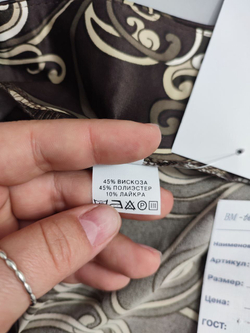 45% ВИСКОЗА
45% ПОЛИЭСТЕР
10% ЛАЙКРА
Артикул:
Размер:
Цена:
ГОСТ: